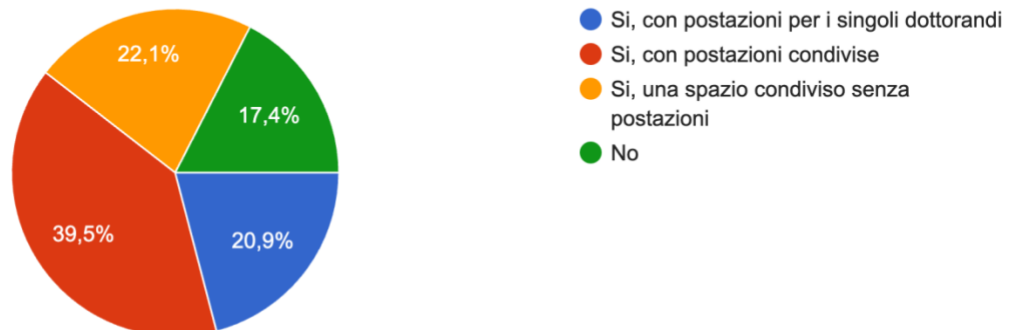 22,1%
17,4%
39,5%
20,9%
Si, con postazioni per i singoli dottorandi
Si, con postazioni condivise
Si, una spazio condiviso senza
postazioni
No